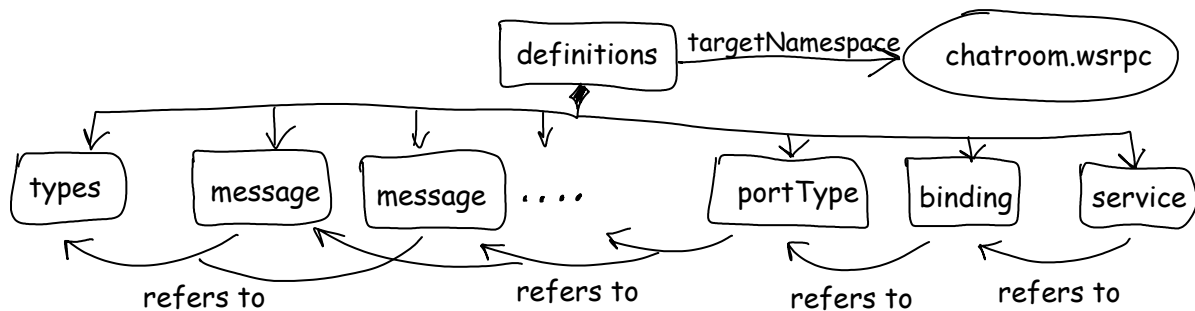 definitions
targetNamespace
chatroom.wsrpc
types
message
message
....
portType
binding
service
refers to
refers to
refers to
refers to